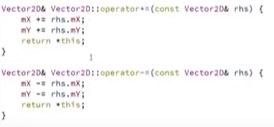 Vector2D& Vector2D::operator+=(const Vector2D& rhs) {
mX += rhs.mX;
mY += rhs.mY;
return *this;
}
Vector2D& Vector2D::operator-=(const Vector2D& rhs) {
mX -= rhs.mX;
mY -= rhs.mY;
return *this;
}